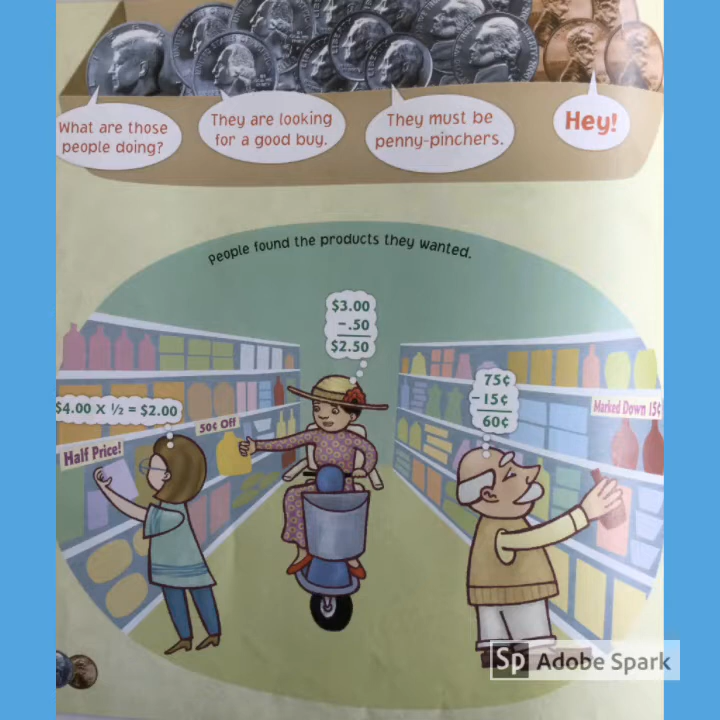 What are those
people doing?
They are looking
for a good buy.
They must be
penny-pinchers.
Hey!
People found the products they wanted.
$3.00
-.50
$2.50
75¢
-15¢
60¢
$4.00 X ½ = $2.00
Half Price!
50¢ Off
Marked Down 15¢
Sp Adobe Spark